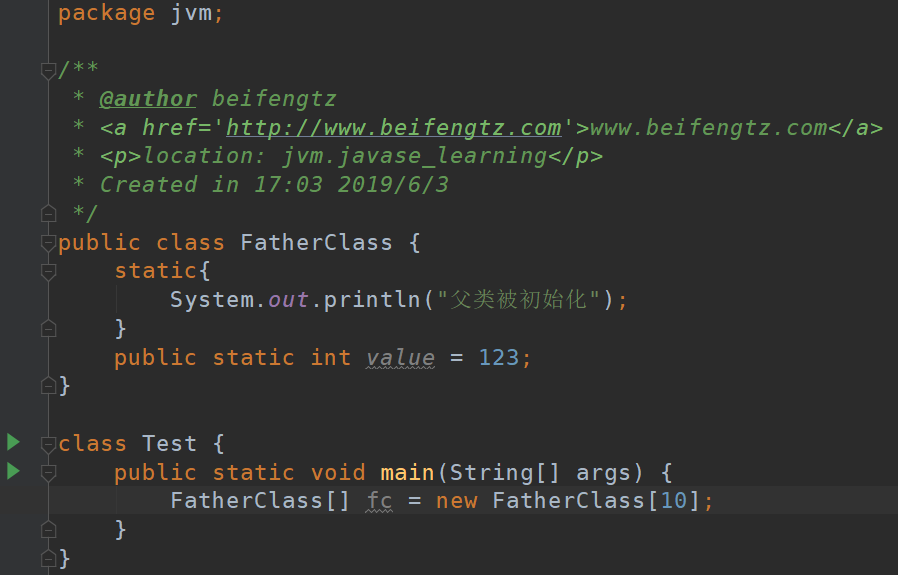 package jvm;
/**
 * @author beifengtz
 * <a href='http://www.beifengtz.com'>www.beifengtz.com</a>
 * <p>location: jvm.javase_learning</p>
 * Created in 17:03 2019/6/3
 */
public class FatherClass {
    static{
        System.out.println("父类被初始化");
    }
    public static int value = 123;
}
class Test {
    public static void main(String[] args) {
        FatherClass[] fc = new FatherClass[10];
    }
}